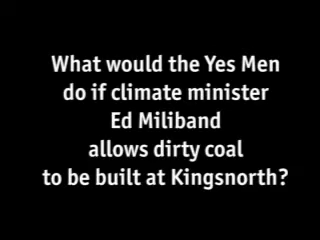 What would the Yes Men
do if climate minister
Ed Miliband
allows dirty coal
to be built at Kingsnorth?